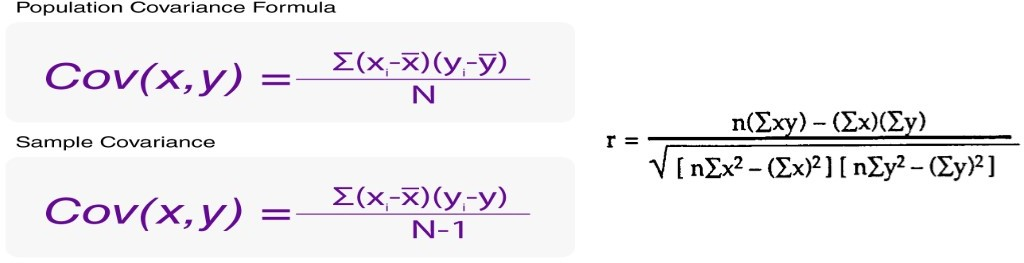 Population Covariance Formula
Cov(x,y) = Σ(xᵢ-x̅)(yᵢ-y̅) / N
Sample Covariance
Cov(x,y) = Σ(xᵢ-x̅)(yᵢ-y) / N-1
r = n(Σxy) – (Σx)(Σy) / √[ nΣx² – (Σx)² ] [ nΣy² – (Σy)² ]